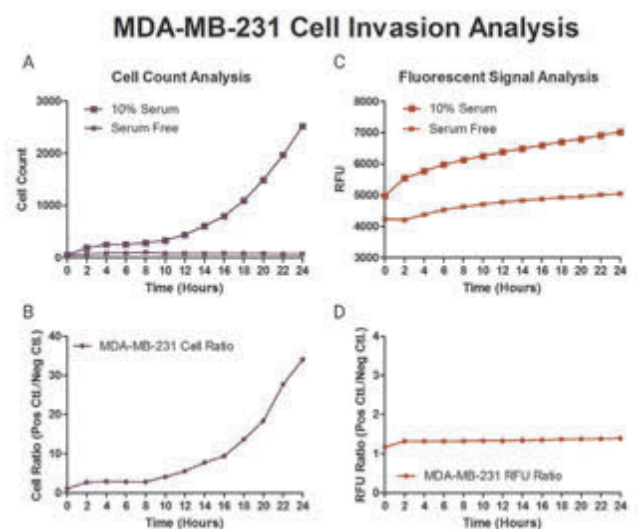 MDA-MB-231 Cell Invasion Analysis
A
Cell Count Analysis
10% Serum
Serum Free
Cell Count
3000
2000
1000
0
0 2 4 6 8 10 12 14 16 18 20 22 24
Time (Hours)
C
Fluorescent Signal Analysis
10% Serum
Serum Free
RFU
8000
7000
6000
5000
4000
3000
0 2 4 6 8 10 12 14 16 18 20 22 24
Time (Hours)
B
MDA-MB-231 Cell Ratio
Cell Ratio (Pos Ctl./Neg Ctl.)
40
30
20
10
0
0 2 4 6 8 10 12 14 16 18 20 22 24
Time (Hours)
D
RFU Ratio (Pos Ctl./Neg Ctl.)
4
3
2
1
0
MDA-MB-231 RFU Ratio
0 2 4 6 8 10 12 14 16 18 20 22 24
Time (Hours)